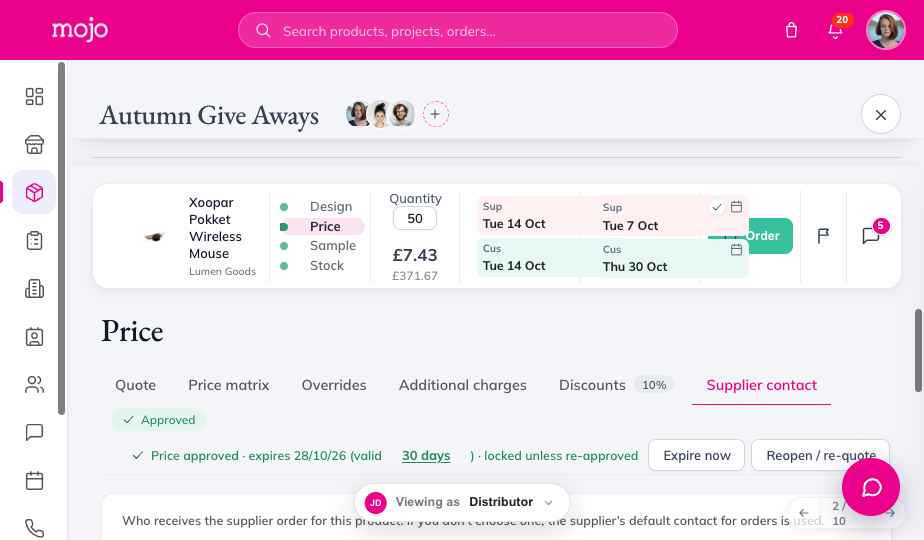 mojo
Search products, projects, orders...
20
Autumn Give Aways
Xoopar
Pokket
Wireless
Mouse
Lumen Goods
Design
Price
Sample
Stock
Quantity
50
£7.43
£371.67
Sup
Tue 14 Oct
Sup
Tue 7 Oct
Cus
Tue 14 Oct
Cus
Thu 30 Oct
Order
5
Price
Quote
Price matrix
Overrides
Additional charges
Discounts 10%
Supplier contact
Approved
Price approved · expires 28/10/26 (valid 30 days ) · locked unless re-approved
Expire now
Reopen / re-quote
JD Viewing as Distributor
Who receives the supplier order for this product. If you don't choose one, the supplier's default contact for orders is used.
2 /
10